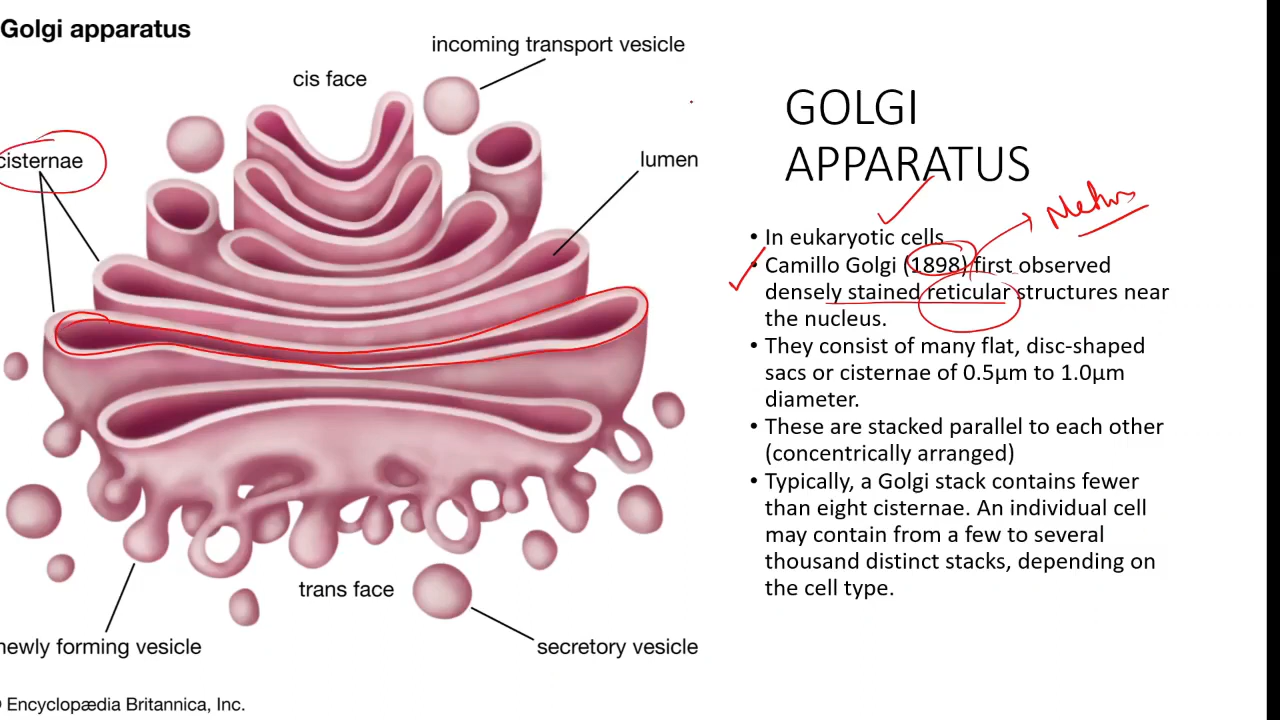 Golgi apparatus
incoming transport vesicle
cis face
cisternae
lumen
newly forming vesicle
trans face
secretory vesicle
Encyclopædia Britannica, Inc.
GOLGI
APPARATUS
• In eukaryotic cells
• Camillo Golgi (1898) first observed
densely stained reticular structures near
the nucleus.
• They consist of many flat, disc-shaped
sacs or cisternae of 0.5µm to 1.0µm
diameter.
• These are stacked parallel to each other
(concentrically arranged)
• Typically, a Golgi stack contains fewer
than eight cisternae. An individual cell
may contain from a few to several
thousand distinct stacks, depending on
the cell type.